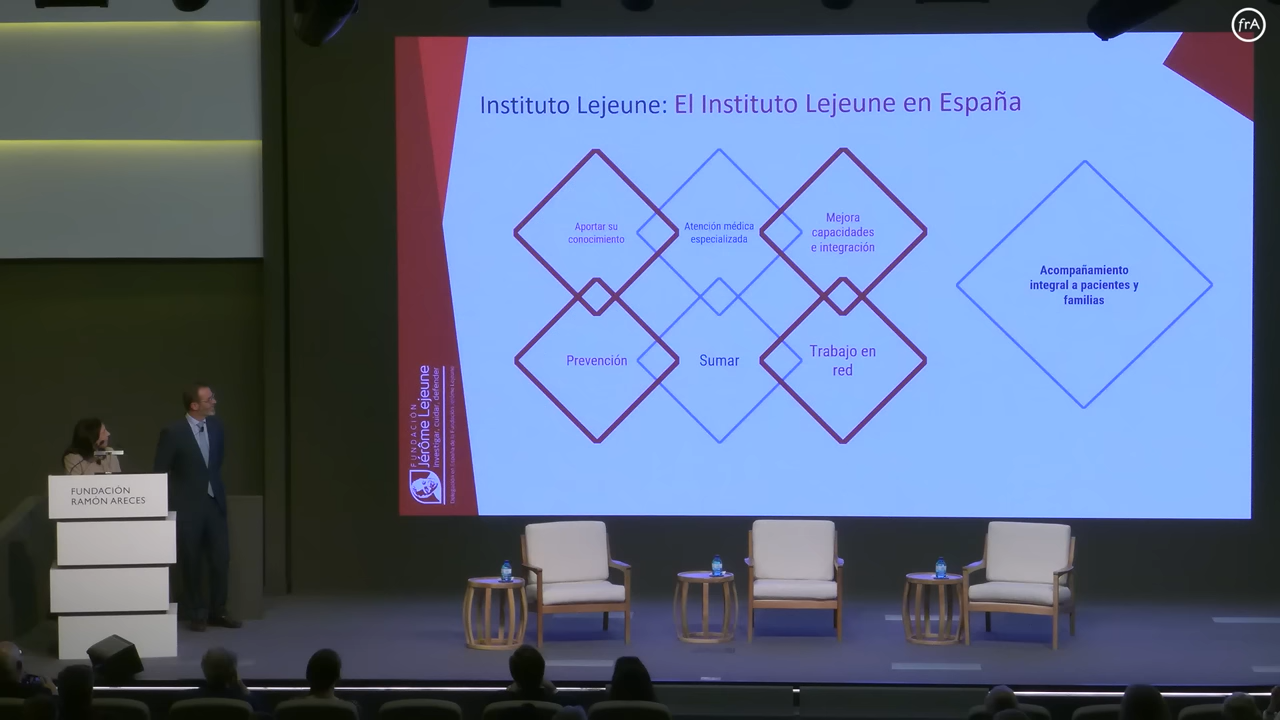 frA
Instituto Lejeune: El Instituto Lejeune en España
Aportar su
conocimiento
Atención médica
especializada
Mejora
capacidades
e integración
Acompañamiento
integral a pacientes y
familias
Prevención
Sumar
Trabajo en
red
FUNDACIÓN
Jérôme Lejeune
investigar, cuidar, defender
FUNDACIÓN
RAMÓN ARECES